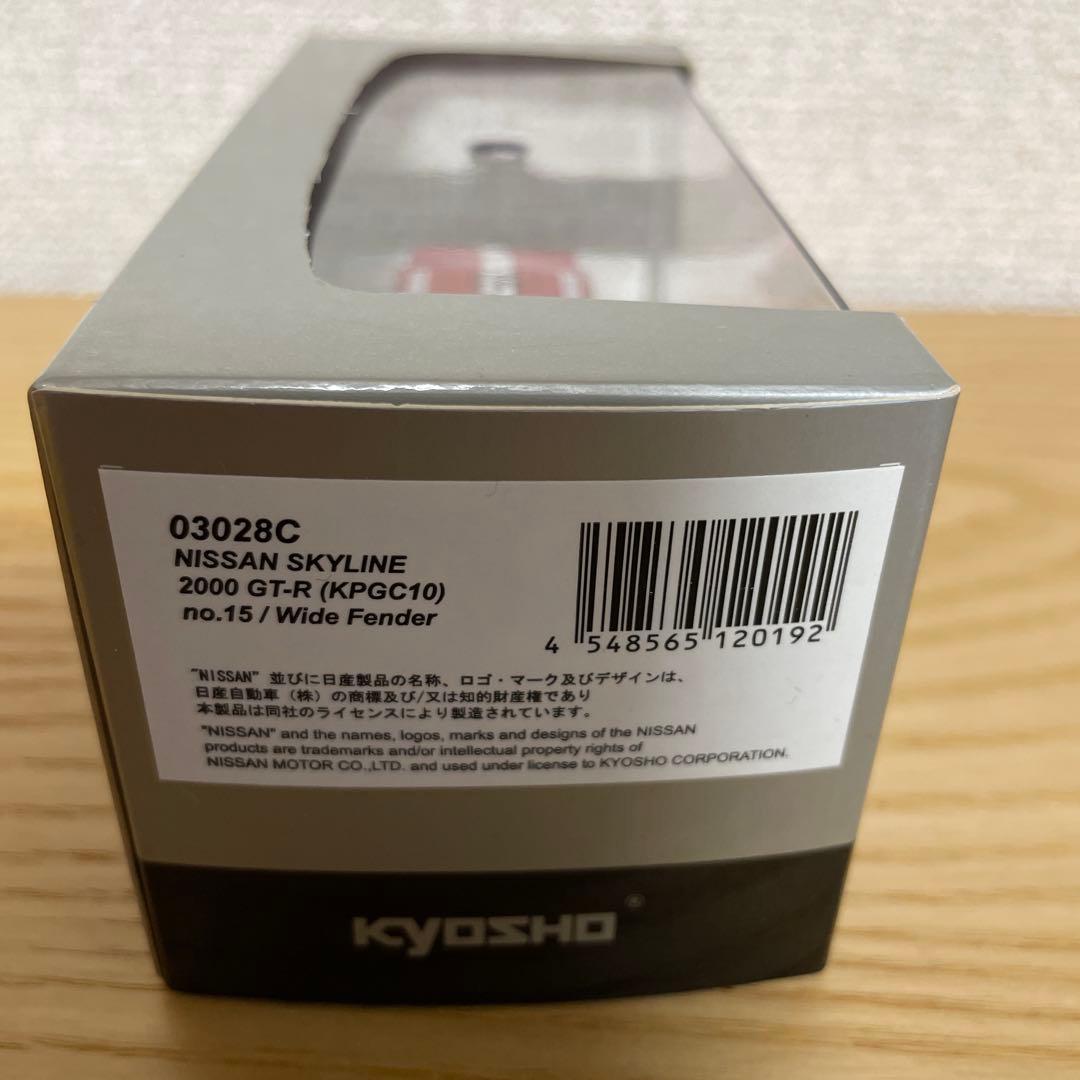 03028C
NISSAN SKYLINE
2000 GT-R (KPGC10)
no.15 / Wide Fender
4 548565 120192
"NISSAN" 並びに日産製品の名称、ロゴ・マーク及びデザインは、
日産自動車（株）の商標及び/又は知的財産権であり
本製品は同社のライセンスにより製造されています。
"NISSAN" and the names, logos, marks and designs of the NISSAN
products are trademarks and/or intellectual property rights of
NISSAN MOTOR CO.,LTD. and used under license to KYOSHO CORPORATION.
KYOSHO®